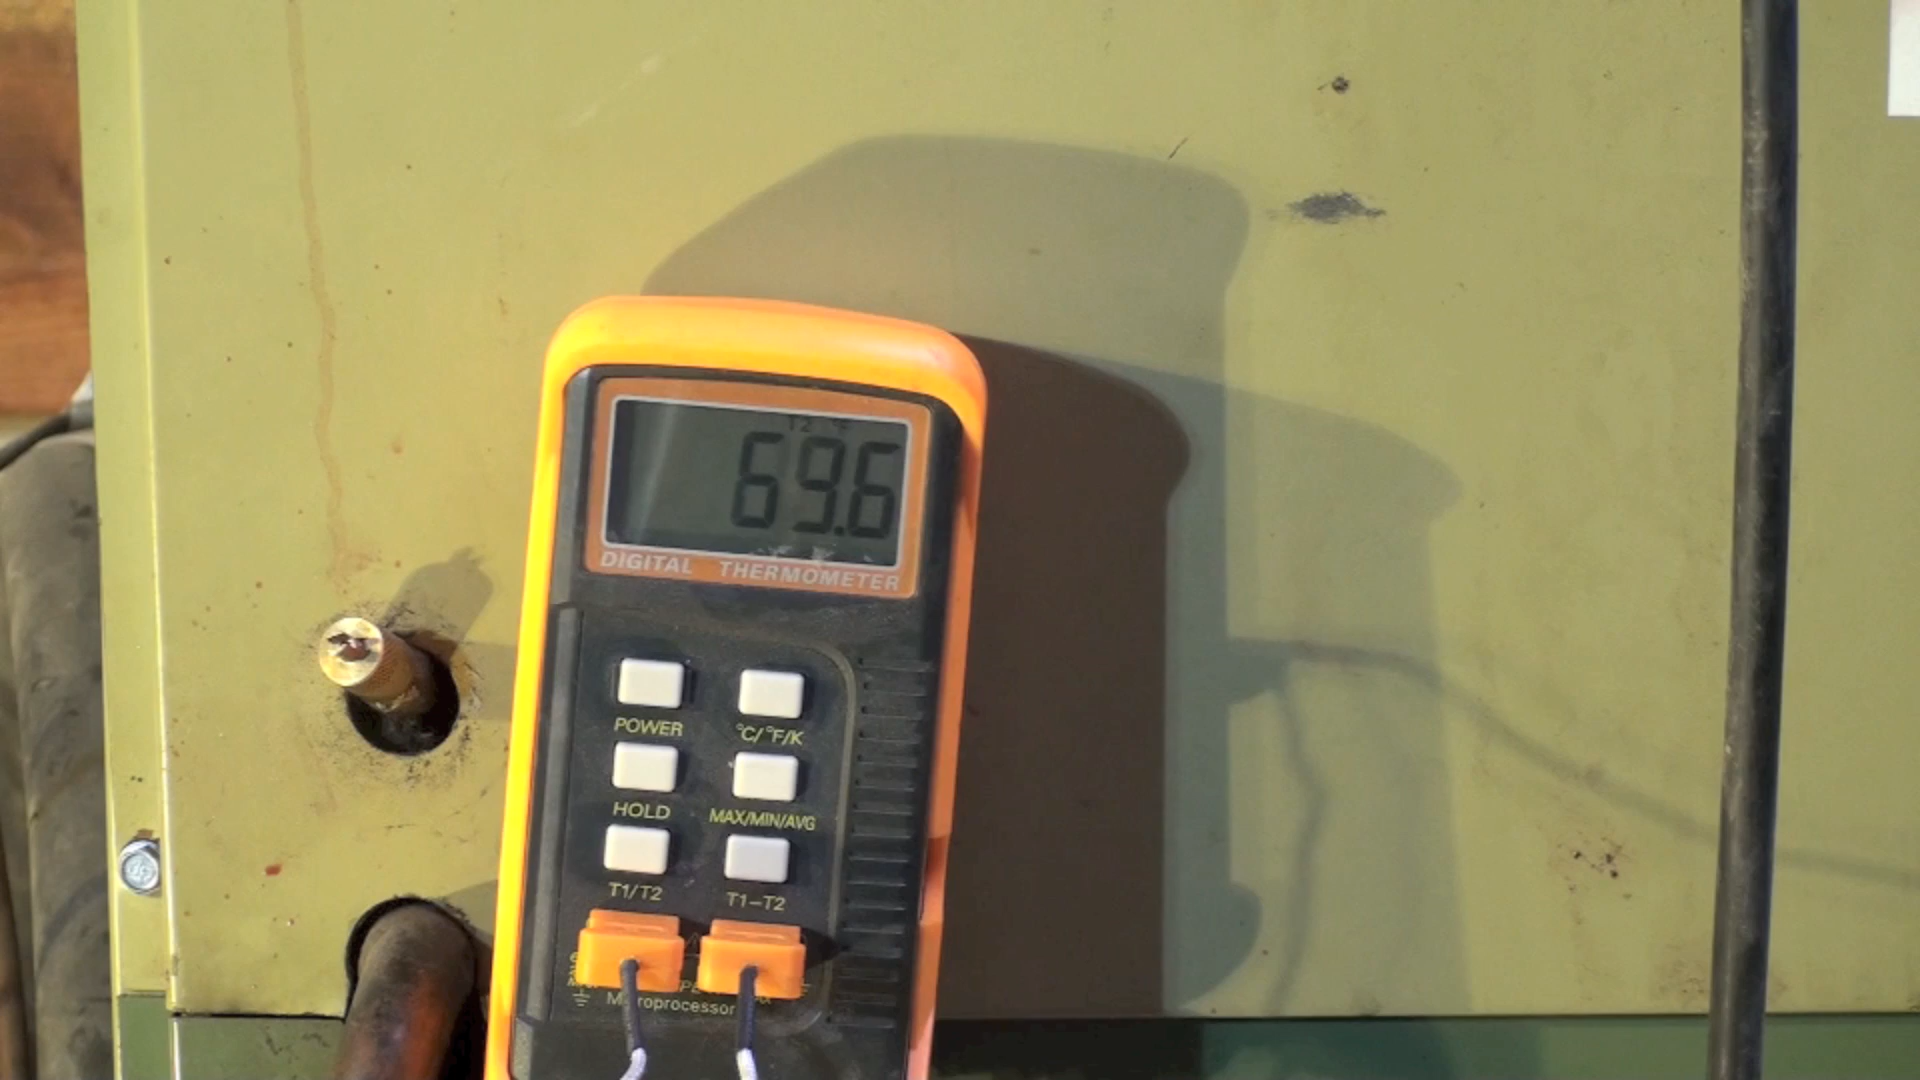 T2 °F
69.6
DIGITAL THERMOMETER
POWER
°C/°F/K
HOLD
MAX/MIN/AVG
T1/T2
T1-T2
Microprocessor